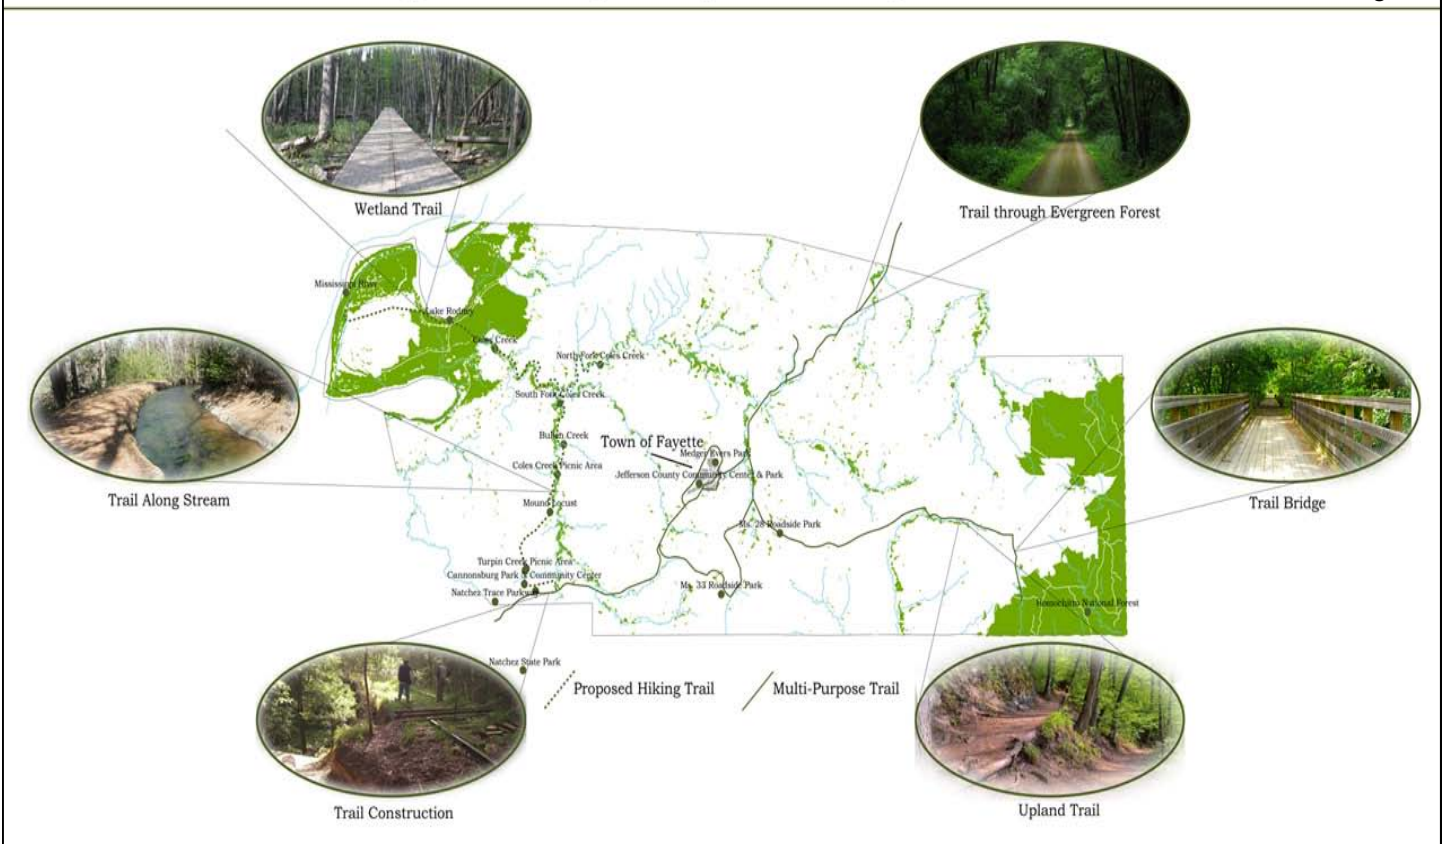 Wetland Trail
Trail through Evergreen Forest
Mississippi River
Lake Rodney
Coles Creek
North Fork Coles Creek
South Fork Coles Creek
Bullen Creek
Town of Fayette
Medger Evers Park
Coles Creek Picnic Area
Jefferson County Community Center & Park
Trail Along Stream
Mound Locust
Trail Bridge
Ms. 28 Roadside Park
Turpin Creek Picnic Area
Cannonsburg Park & Community Center
Natchez Trace Parkway
Ms. 33 Roadside Park
Homochitto National Forest
Natchez State Park
Proposed Hiking Trail
Multi-Purpose Trail
Trail Construction
Upland Trail